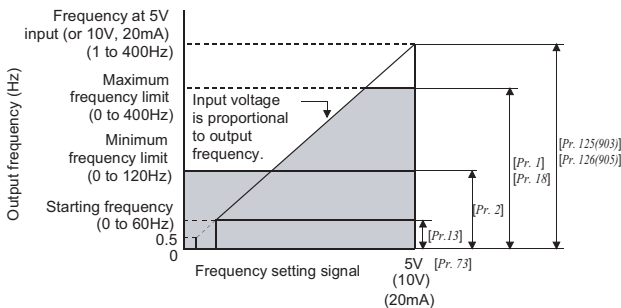 Frequency at 5V
input (or 10V, 20mA)
(1 to 400Hz)
Maximum
frequency limit
(0 to 400Hz)
Minimum
frequency limit
(0 to 120Hz)
Starting frequency
(0 to 60Hz)
0.5
0
Output frequency (Hz)
Input voltage
is proportional
to output
frequency.
[Pr. 125(903)]
[Pr. 126(905)]
[Pr. 1]
[Pr. 18]
[Pr. 2]
[Pr.13]
Frequency setting signal
5V [Pr. 73]
(10V)
(20mA)